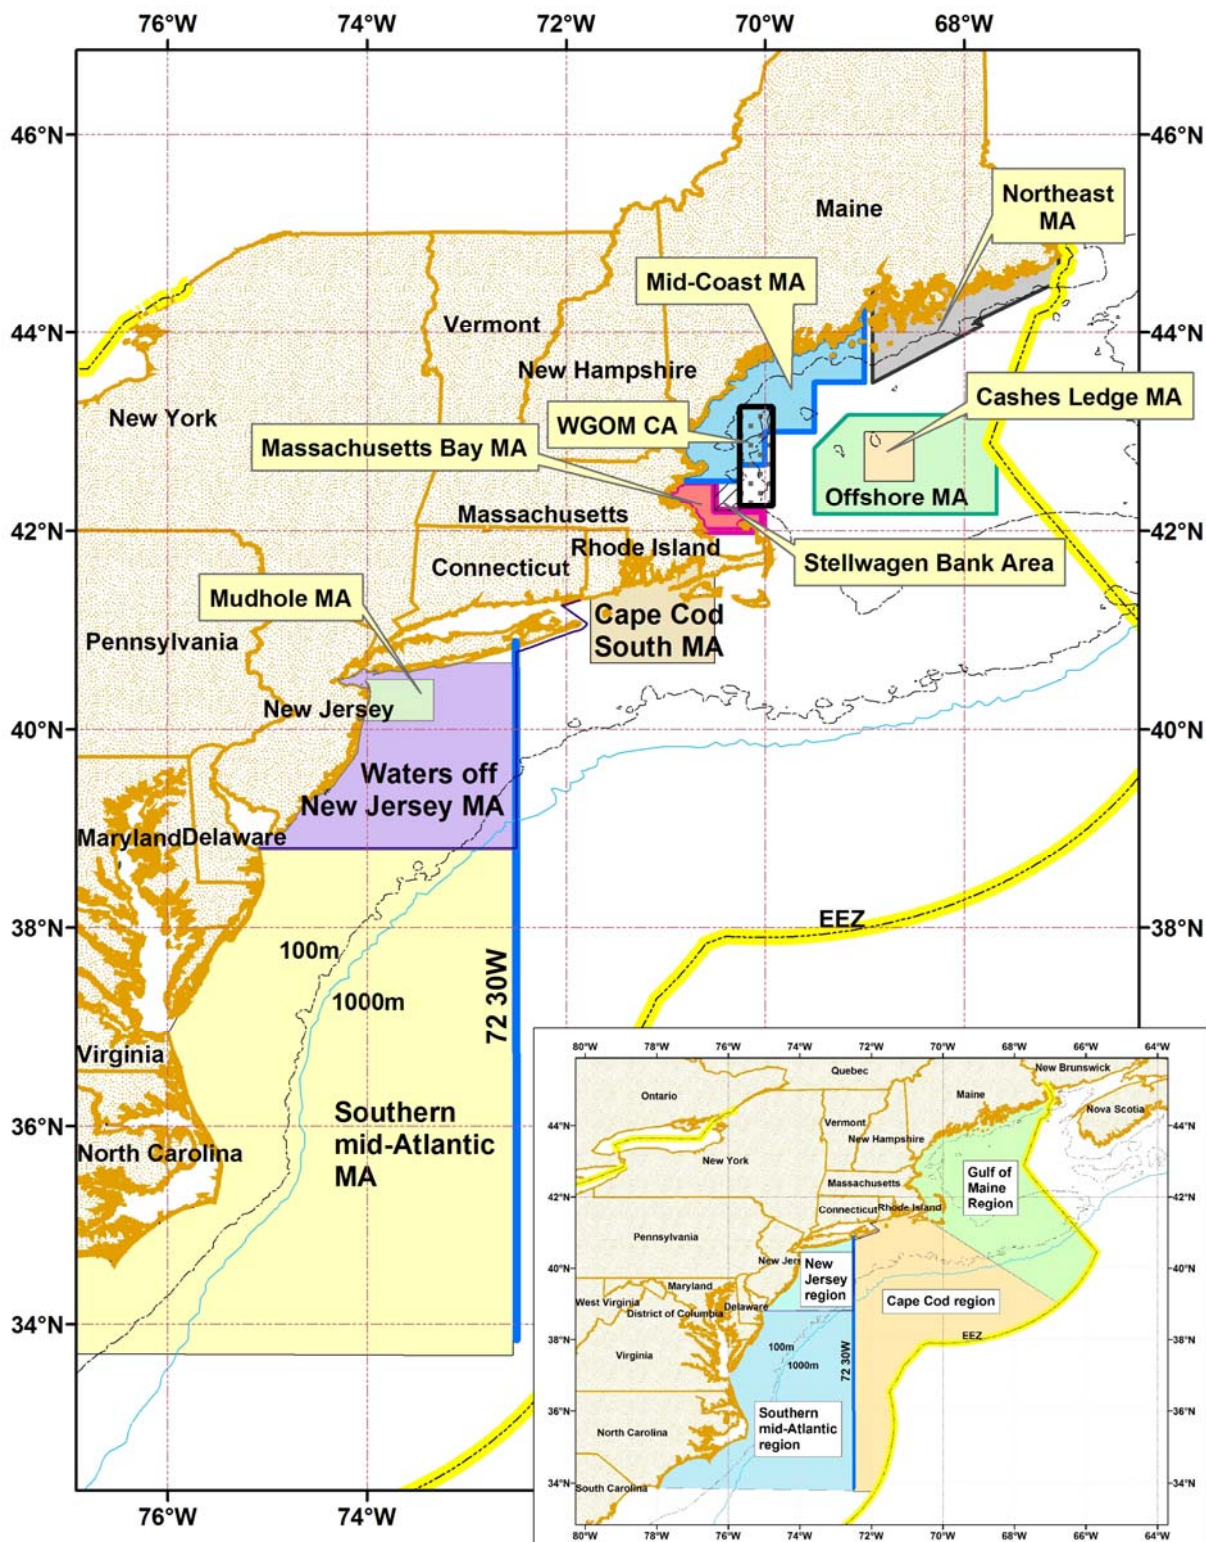 76°W 74°W 72°W 70°W 68°W
46°N 46°N
Northeast
MA
Maine
Mid-Coast MA
44°N 44°N
Vermont
New Hampshire
Cashes Ledge MA
New York
WGOM CA
Massachusetts Bay MA
Offshore MA
Massachusetts
42°N 42°N
Rhode Island
Stellwagen Bank Area
Connecticut
Mudhole MA
Cape Cod
South MA
Pennsylvania
New Jersey
40°N 40°N
Waters off
New Jersey MA
Maryland Delaware
EEZ
38°N 38°N
100m
1000m
72 30W
Virginia
36°N
Southern
mid-Atlantic
MA
North Carolina
34°N
76°W 74°W
80°W 78°W 76°W 74°W 72°W 70°W 68°W 66°W 64°W
Quebec
New Brunswick
Ontario
Maine
Nova Scotia
44°N 44°N
Vermont
New Hampshire
New York
Gulf of
Maine
Region
Massachusetts
42°N 42°N
Connecticut Rhode Island
Pennsylvania
New Jers
New
Jersey
region
40°N 40°N
Maryland
West Virginia
District of Columbia
Delaware
Cape Cod region
EEZ
38°N 38°N
100m
1000m
72 30W
Virginia
36°N 36°N
Southern
mid-Atlantic
region
North Carolina
34°N 34°N
South Carolina
80°W 78°W 76°W 74°W 72°W 70°W 68°W 66°W 64°W